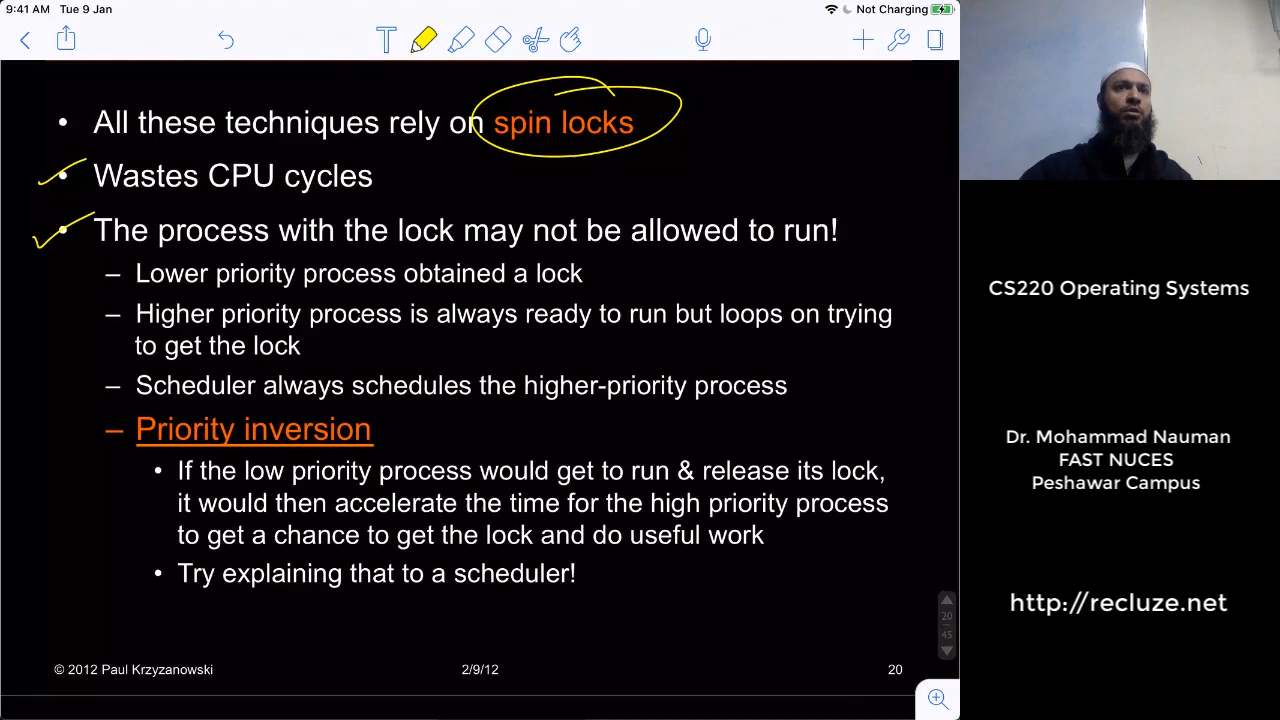 9:41 AM Tue 9 Jan
Not Charging
T
• All these techniques rely on spin locks
• Wastes CPU cycles
• The process with the lock may not be allowed to run!
– Lower priority process obtained a lock
– Higher priority process is always ready to run but loops on trying
to get the lock
– Scheduler always schedules the higher-priority process
– Priority inversion
• If the low priority process would get to run & release its lock,
it would then accelerate the time for the high priority process
to get a chance to get the lock and do useful work
• Try explaining that to a scheduler!
20
45
© 2012 Paul Krzyzanowski
2/9/12
20
CS220 Operating Systems
Dr. Mohammad Nauman
FAST NUCES
Peshawar Campus
http://recluze.net